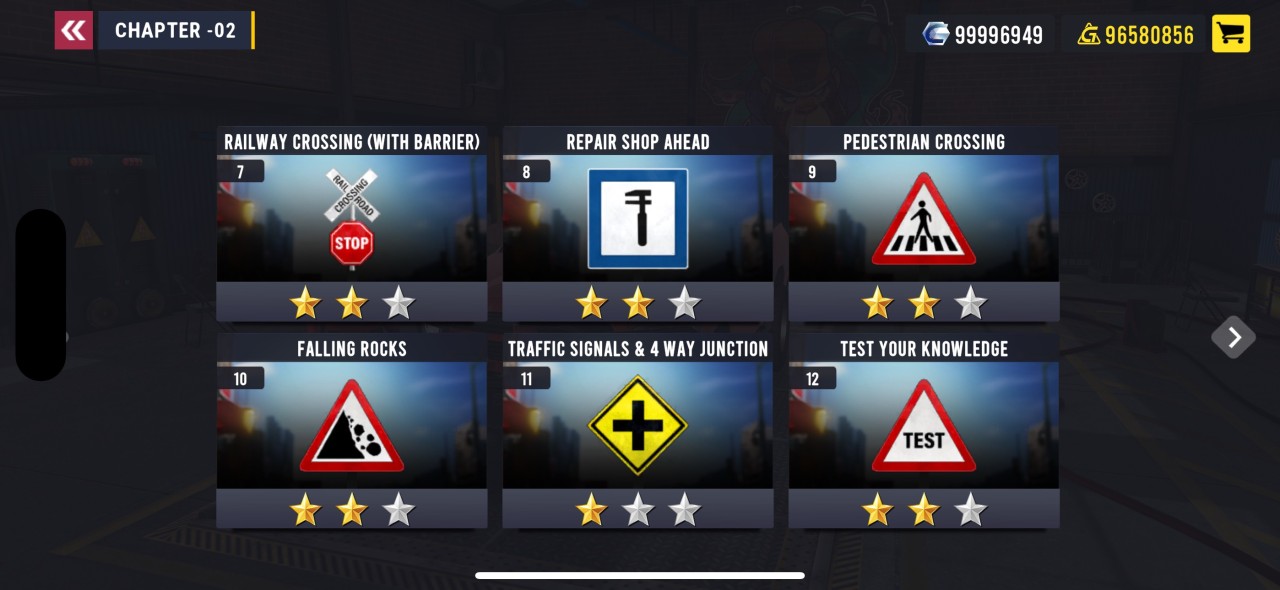 CHAPTER -02
99996949
96580856
RAILWAY CROSSING (WITH BARRIER)
7
RAIL ROAD
CROSSING
STOP
REPAIR SHOP AHEAD
8
PEDESTRIAN CROSSING
9
FALLING ROCKS
10
TRAFFIC SIGNALS & 4 WAY JUNCTION
11
TEST YOUR KNOWLEDGE
12
TEST